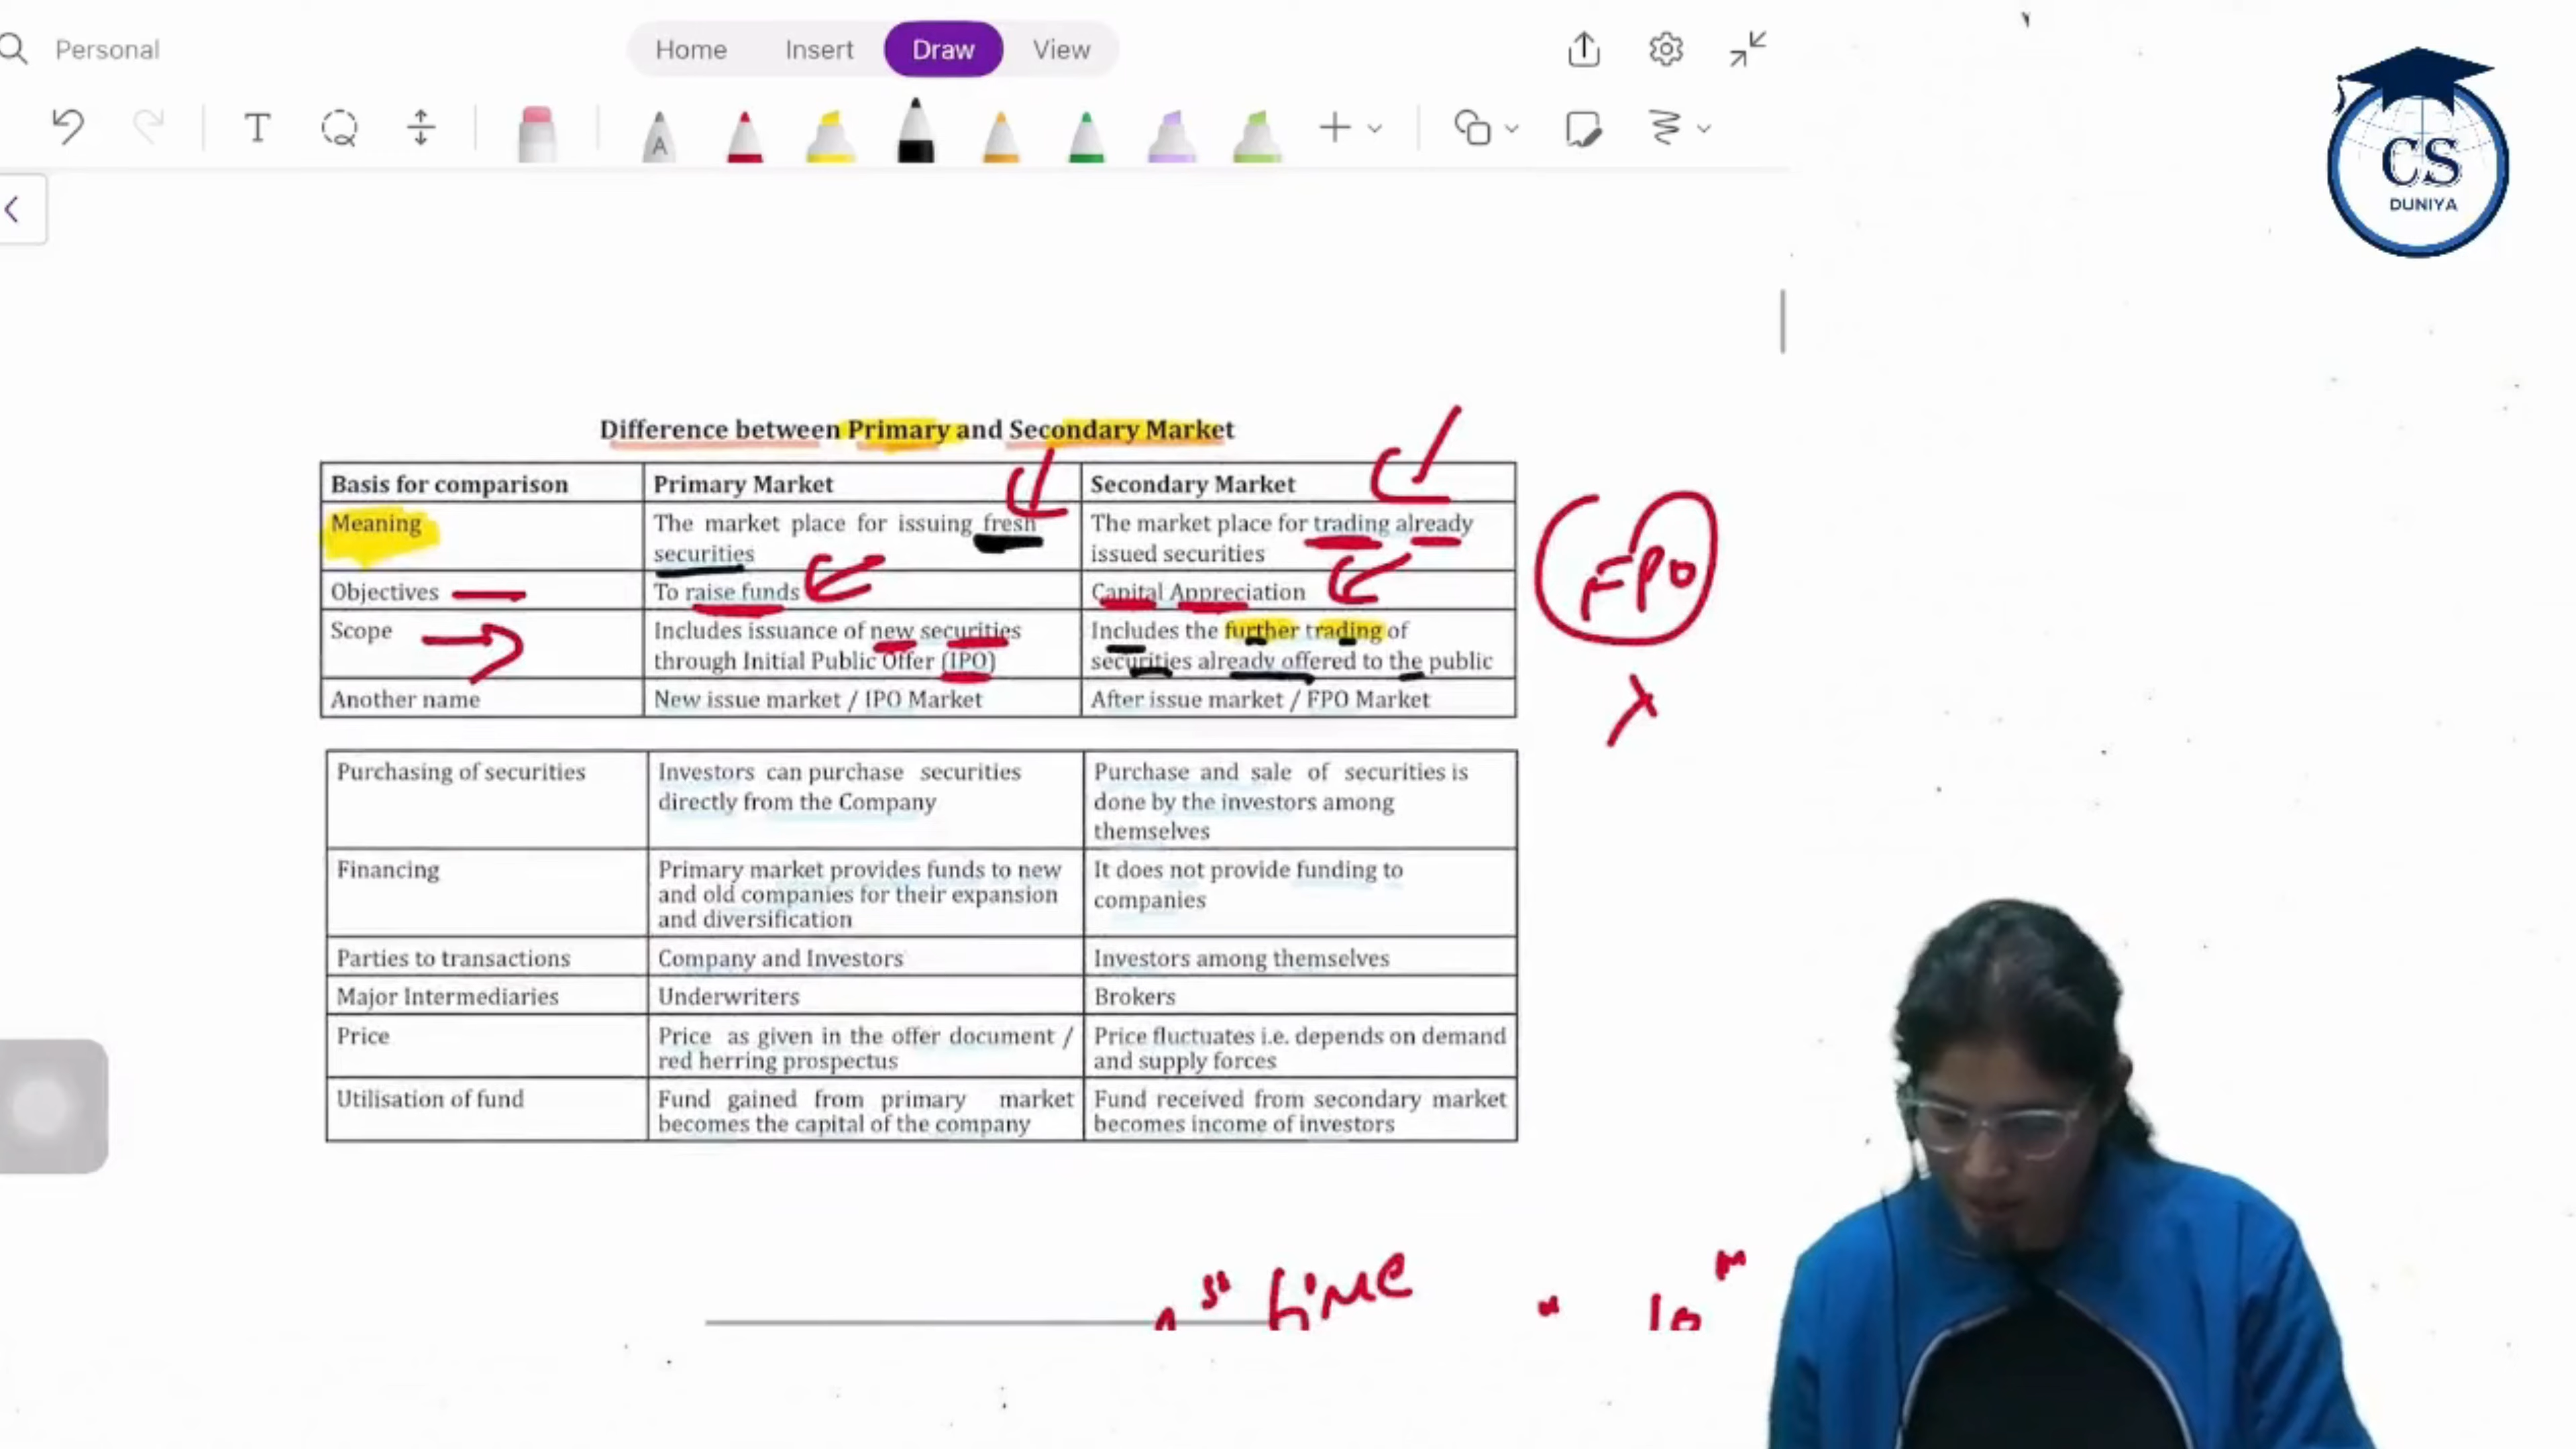 Personal
Home Insert Draw View
T
A
CS
DUNIYA
Difference between Primary and Secondary Market
Basis for comparison Primary Market Secondary Market
Meaning The market place for issuing fresh securities The market place for trading already issued securities
Objectives To raise funds Capital Appreciation
Scope Includes issuance of new securities through Initial Public Offer (IPO) Includes the further trading of securities already offered to the public
Another name New issue market / IPO Market After issue market / FPO Market
FPO
Purchasing of securities Investors can purchase securities directly from the Company Purchase and sale of securities is done by the investors among themselves
Financing Primary market provides funds to new and old companies for their expansion and diversification It does not provide funding to companies
Parties to transactions Company and Investors Investors among themselves
Major Intermediaries Underwriters Brokers
Price Price as given in the offer document / red herring prospectus Price fluctuates i.e. depends on demand and supply forces
Utilisation of fund Fund gained from primary market becomes the capital of the company Fund received from secondary market becomes income of investors
1st time 10